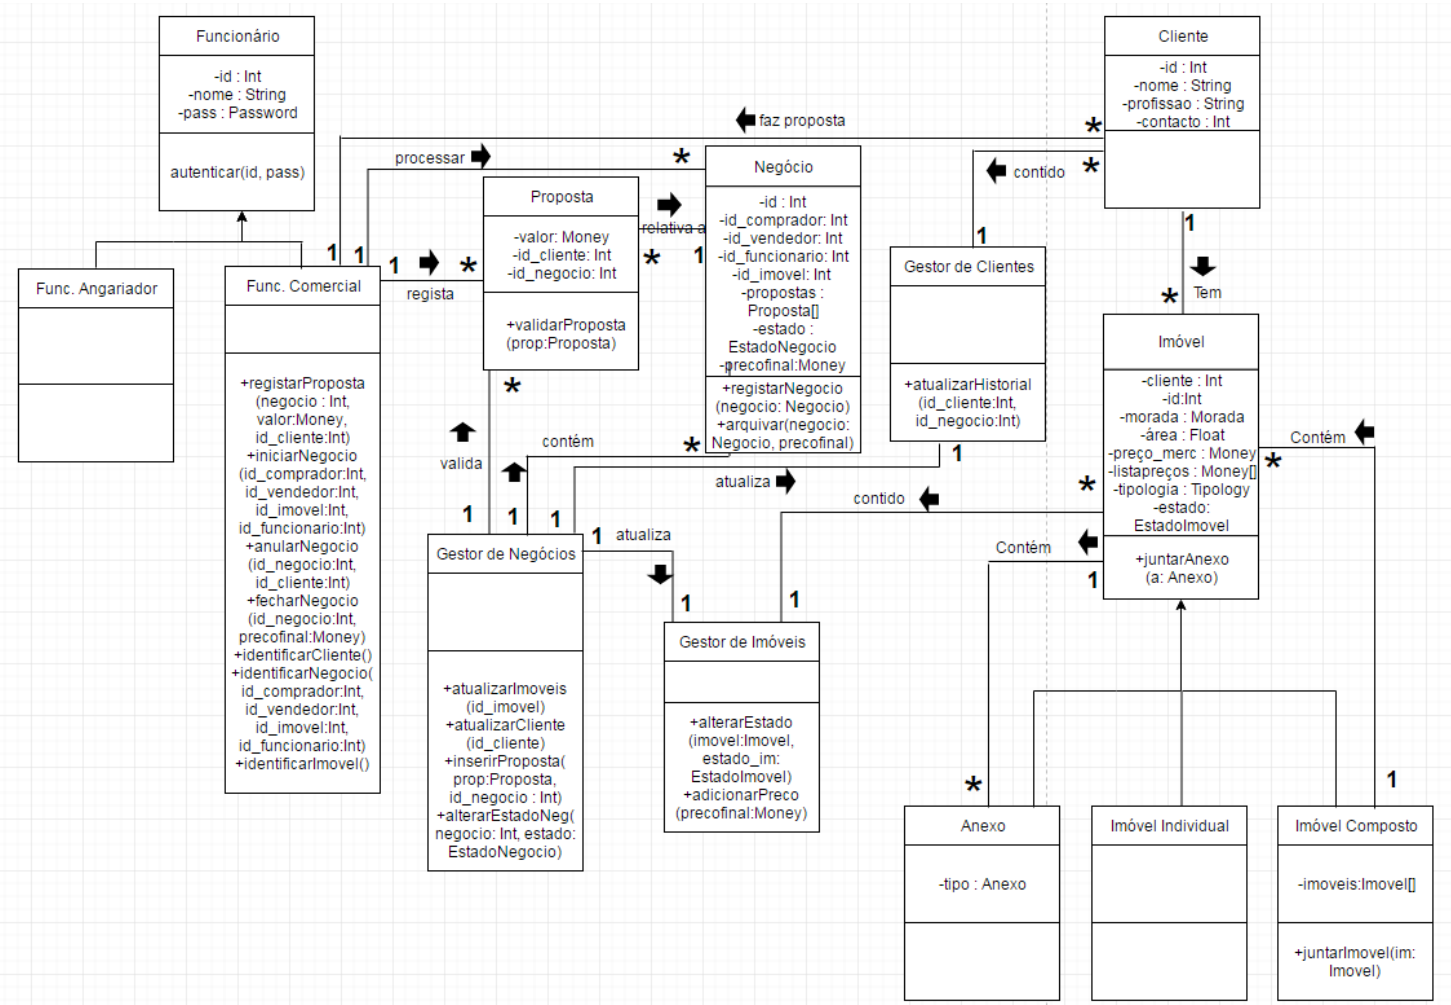 Funcionário
-id : Int
-nome : String
-pass : Password
autenticar(id, pass)
Cliente
-id : Int
-nome : String
-profissao : String
-contacto : Int
faz proposta
*
processar
*
contido
*
Negócio
-id : Int
-id_comprador: Int
-id_vendedor: Int
-id_funcionario: Int
-id_imovel: Int
-propostas :
Proposta[]
-estado :
EstadoNegocio
-precofinal:Money
+registarNegocio
(negocio: Negocio)
+arquivar(negocio:
Negocio, precofinal)
Proposta
-valor: Money
-id_cliente: Int
-id_negocio: Int
+validarProposta
(prop:Proposta)
relativa a
*
1
1
1
1
regista
*
Func. Angariador
Func. Comercial
+registarProposta
(negocio : Int,
valor:Money,
id_cliente:Int)
+iniciarNegocio
(id_comprador:Int,
id_vendedor:Int,
id_imovel:Int,
id_funcionario:Int)
+anularNegocio
(id_negocio:Int,
id_cliente:Int)
+fecharNegocio
(id_negocio:Int,
precofinal:Money)
+identificarCliente()
+identificarNegocio(
id_comprador:Int,
id_vendedor:Int,
id_imovel:Int,
id_funcionario:Int)
+identificarImovel()
1
Gestor de Clientes
+atualizarHistorial
(id_cliente:Int,
id_negocio:Int)
1
1
Tem
*
Imóvel
-cliente : Int
-id:Int
-morada : Morada
-área : Float
-preço_merc : Money
-listapreços : Money[]
-tipologia : Tipology
-estado:
EstadoImovel
+juntarAnexo
(a: Anexo)
*
valida
1
contém
*
1
atualiza
1
contido
*
Contém
*
Contém
1
*
1
atualiza
1
1
Gestor de Negócios
+atualizarImoveis
(id_imovel)
+atualizarCliente
(id_cliente)
+inserirProposta(
prop:Proposta,
id_negocio : Int)
+alterarEstadoNeg(
negocio: Int, estado:
EstadoNegocio)
1
Gestor de Imóveis
+alterarEstado
(imovel:Imovel,
estado_im:
EstadoImovel)
+adicionarPreco
(precofinal:Money)
Anexo
-tipo : Anexo
Imóvel Individual
Imóvel Composto
-imoveis:Imovel[]
+juntarImovel(im:
Imovel)